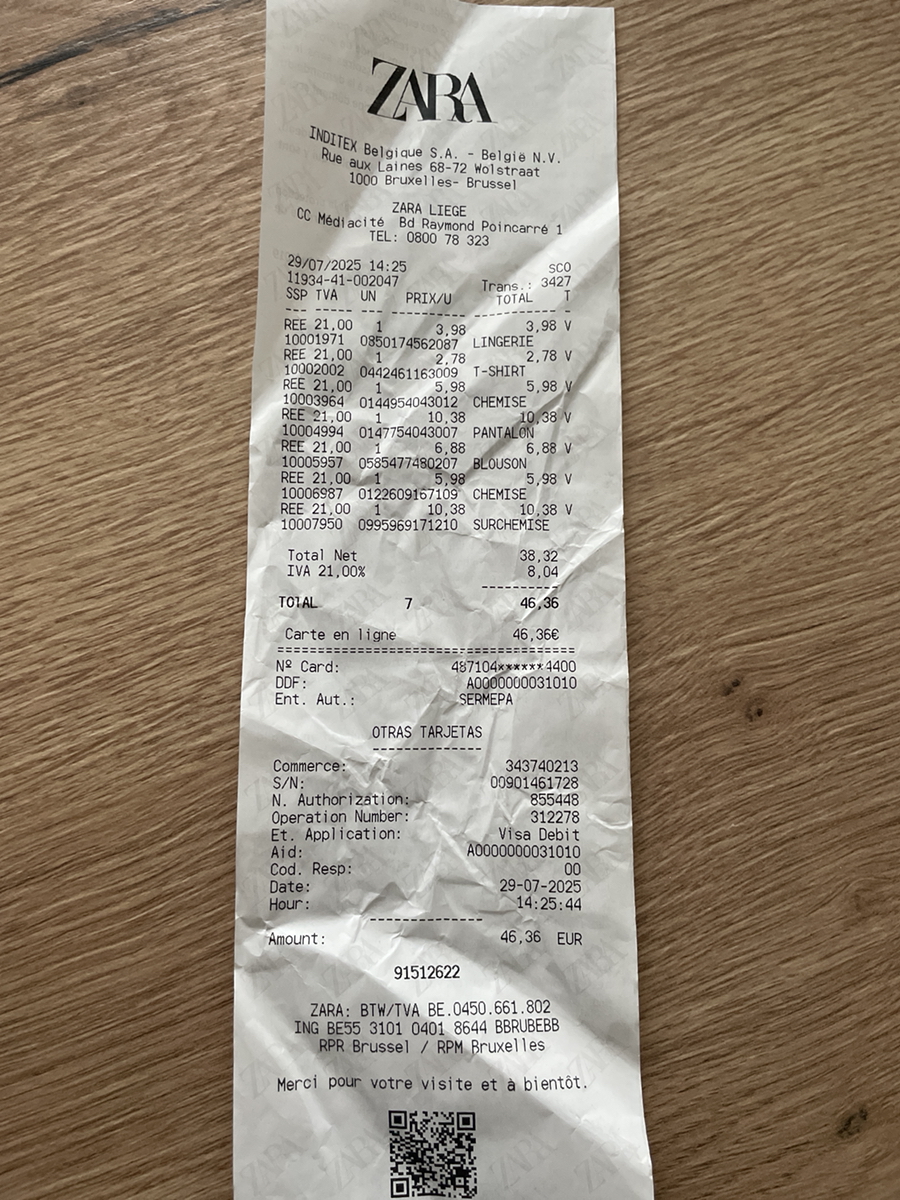 ZARA
INDITEX Belgique S.A. - België N.V.
Rue aux Laines 68-72 Wolstraat
1000 Bruxelles- Brussel
ZARA LIEGE
CC Médiacité Bd Raymond Poincarré 1
TEL: 0800 78 323
29/07/2025 14:25 SCO
11934-41-002047 Trans.: 3427
SSP TVA UN PRIX/U TOTAL T
REE 21,00 1 3,98 3,98 V
10001971 0850174562087 LINGERIE
REE 21,00 1 2,78 2,78 V
10002002 0442461163009 T-SHIRT
REE 21,00 1 5,98 5,98 V
10003964 0144954043012 CHEMISE
REE 21,00 1 10,38 10,38 V
10004994 0147754043007 PANTALON
REE 21,00 1 6,88 6,88 V
10005957 0585477480207 BLOUSON
REE 21,00 1 5,98 5,98 V
10006987 0122609167109 CHEMISE
REE 21,00 1 10,38 10,38 V
10007950 0995969171210 SURCHEMISE
Total Net 38,32
IVA 21,00% 8,04
TOTAL 7 46,36
Carte en ligne 46,36€
Nº Card: 487104******4400
DDF: A0000000031010
Ent. Aut.: SERMEPA
OTRAS TARJETAS
Commerce: 343740213
S/N: 00901461728
N. Authorization: 855448
Operation Number: 312278
Et. Application: Visa Debit
Aid: A0000000031010
Cod. Resp: 00
Date: 29-07-2025
Hour: 14:25:44
Amount: 46,36 EUR
91512622
ZARA: BTW/TVA BE.0450.661.802
ING BE55 3101 0401 8644 BBRUBEBB
RPR Brussel / RPM Bruxelles
Merci pour votre visite et à bientôt.